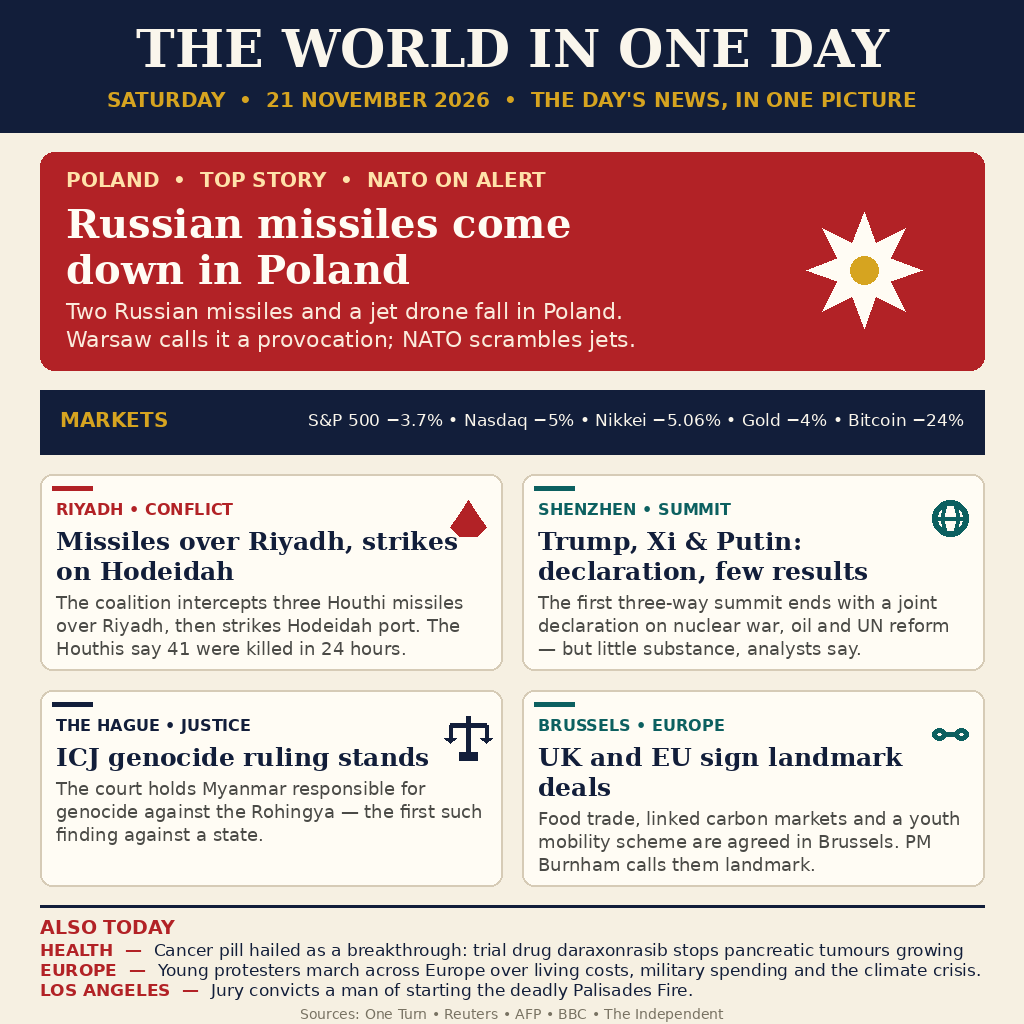 THE WORLD IN ONE DAY
SATURDAY • 21 NOVEMBER 2026 • THE DAY'S NEWS, IN ONE PICTURE
POLAND • TOP STORY • NATO ON ALERT
Russian missiles come
down in Poland
Two Russian missiles and a jet drone fall in Poland.
Warsaw calls it a provocation; NATO scrambles jets.
MARKETS
S&P 500 −3.7% • Nasdaq −5% • Nikkei −5.06% • Gold −4% • Bitcoin −24%
RIYADH • CONFLICT
Missiles over Riyadh, strikes
on Hodeidah
The coalition intercepts three Houthi missiles
over Riyadh, then strikes Hodeidah port. The
Houthis say 41 were killed in 24 hours.
SHENZHEN • SUMMIT
Trump, Xi & Putin:
declaration, few results
The first three-way summit ends with a joint
declaration on nuclear war, oil and UN reform
— but little substance, analysts say.
THE HAGUE • JUSTICE
ICJ genocide ruling stands
The court holds Myanmar responsible for
genocide against the Rohingya — the first such
finding against a state.
BRUSSELS • EUROPE
UK and EU sign landmark
deals
Food trade, linked carbon markets and a youth
mobility scheme are agreed in Brussels. PM
Burnham calls them landmark.
ALSO TODAY
HEALTH — Cancer pill hailed as a breakthrough: trial drug daraxonrasib stops pancreatic tumours growing
EUROPE — Young protesters march across Europe over living costs, military spending and the climate crisis.
LOS ANGELES — Jury convicts a man of starting the deadly Palisades Fire.
Sources: One Turn • Reuters • AFP • BBC • The Independent